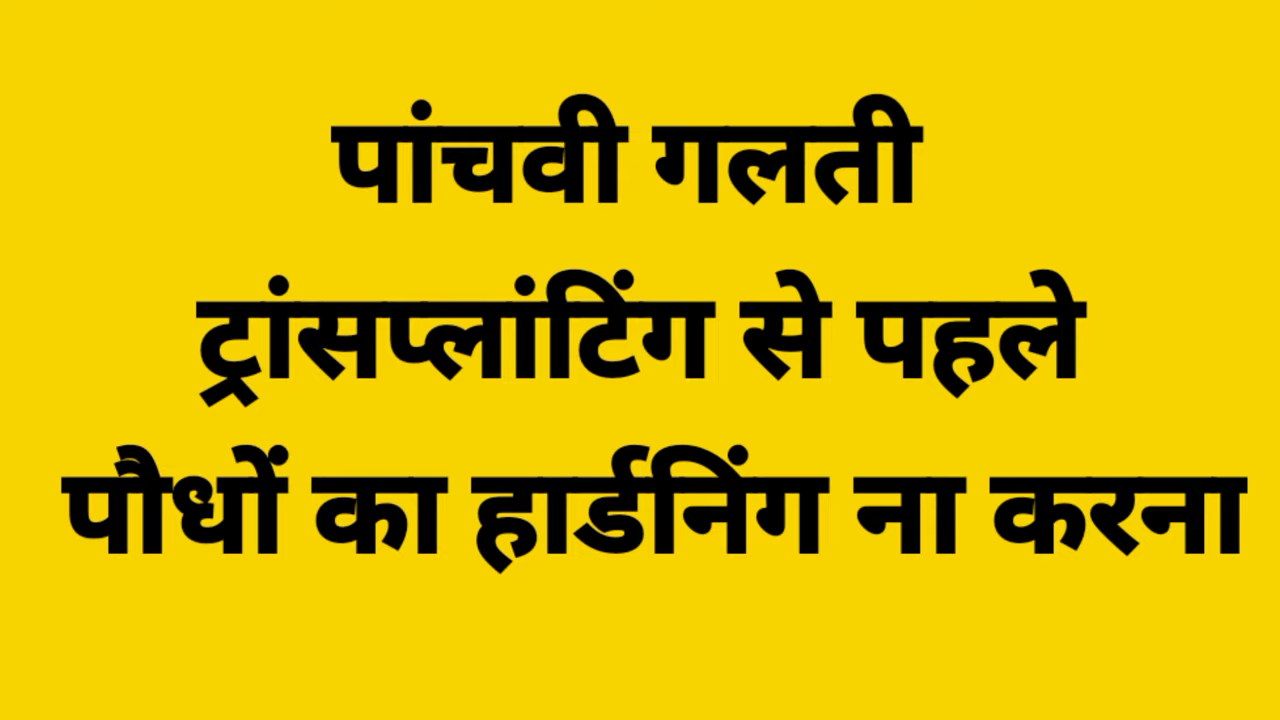 पांचवी गलती
ट्रांसप्लांटिंग से पहले
पौधों का हार्डनिंग ना करना